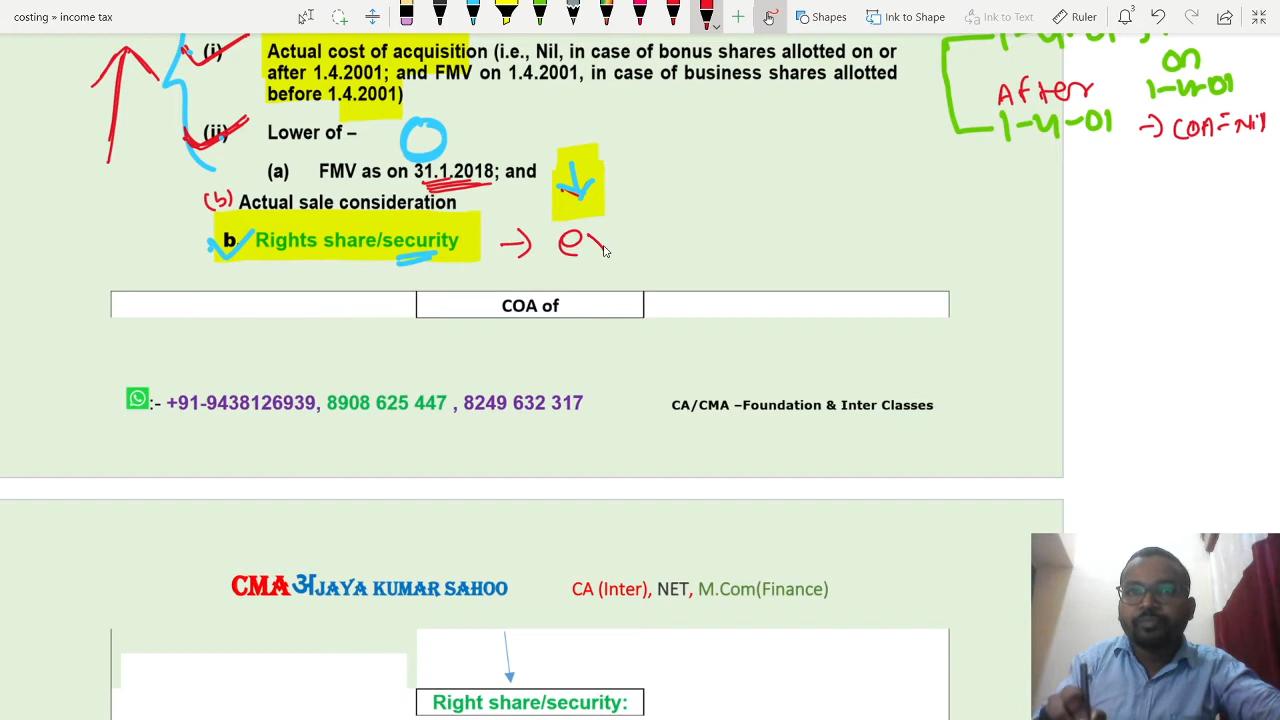 costing » income tax
Shapes
Ink to Shape
Ink to Text
Ruler
(i) Actual cost of acquisition (i.e., Nil, in case of bonus shares allotted on or
after 1.4.2001; and FMV on 1.4.2001, in case of business shares allotted
before 1.4.2001)
on
1-4-01
After
1-4-01 → COA = Nil
(ii) Lower of –
(a) FMV as on 31.1.2018; and
(b) Actual sale consideration
b. Rights share/security → ex
COA of
:- +91-9438126939, 8908 625 447 , 8249 632 317
CA/CMA –Foundation & Inter Classes
CMA अJAYA KUMAR SAHOO
CA (Inter), NET, M.Com(Finance)
Right share/security: